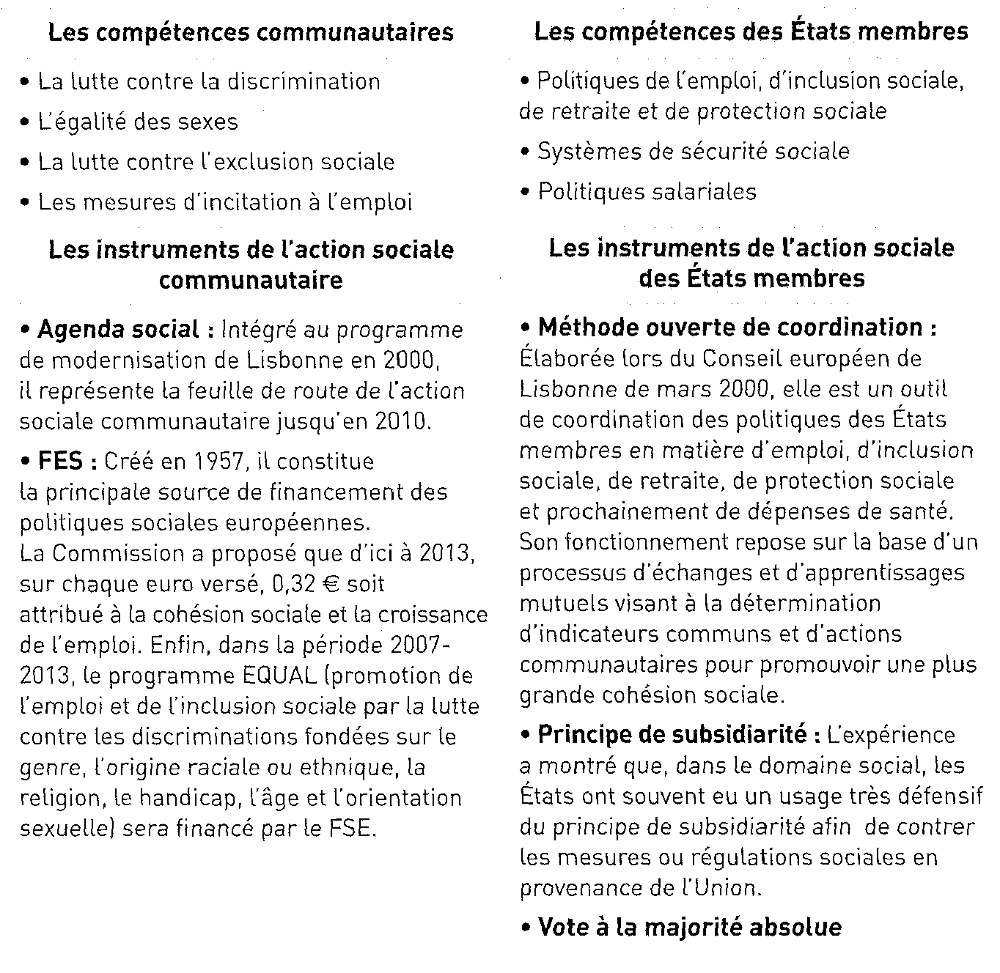 Les compétences communautaires
• La lutte contre la discrimination
• L'égalité des sexes
• La lutte contre l'exclusion sociale
• Les mesures d'incitation à l'emploi
Les instruments de l'action sociale
communautaire
• Agenda social : Intégré au programme
de modernisation de Lisbonne en 2000,
il représente la feuille de route de l'action
sociale communautaire jusqu'en 2010.
• FES : Créé en 1957, il constitue
la principale source de financement des
politiques sociales européennes.
La Commission a proposé que d'ici à 2013,
sur chaque euro versé, 0,32 € soit
attribué à la cohésion sociale et la croissance
de l'emploi. Enfin, dans la période 2007-
2013, le programme EQUAL (promotion de
l'emploi et de l'inclusion sociale par la lutte
contre les discriminations fondées sur le
genre, l'origine raciale ou ethnique, la
religion, le handicap, l'âge et l'orientation
sexuelle) sera financé par le FSE.
Les compétences des États membres
• Politiques de l'emploi, d'inclusion sociale,
de retraite et de protection sociale
• Systèmes de sécurité sociale
• Politiques salariales
Les instruments de l'action sociale
des États membres
• Méthode ouverte de coordination :
Élaborée lors du Conseil européen de
Lisbonne de mars 2000, elle est un outil
de coordination des politiques des États
membres en matière d'emploi, d'inclusion
sociale, de retraite, de protection sociale
et prochainement de dépenses de santé.
Son fonctionnement repose sur la base d'un
processus d'échanges et d'apprentissages
mutuels visant à la détermination
d'indicateurs communs et d'actions
communautaires pour promouvoir une plus
grande cohésion sociale.
• Principe de subsidiarité : L'expérience
a montré que, dans le domaine social, les
États ont souvent eu un usage très défensif
du principe de subsidiarité afin de contrer
les mesures ou régulations sociales en
provenance de l'Union.
• Vote à la majorité absolue